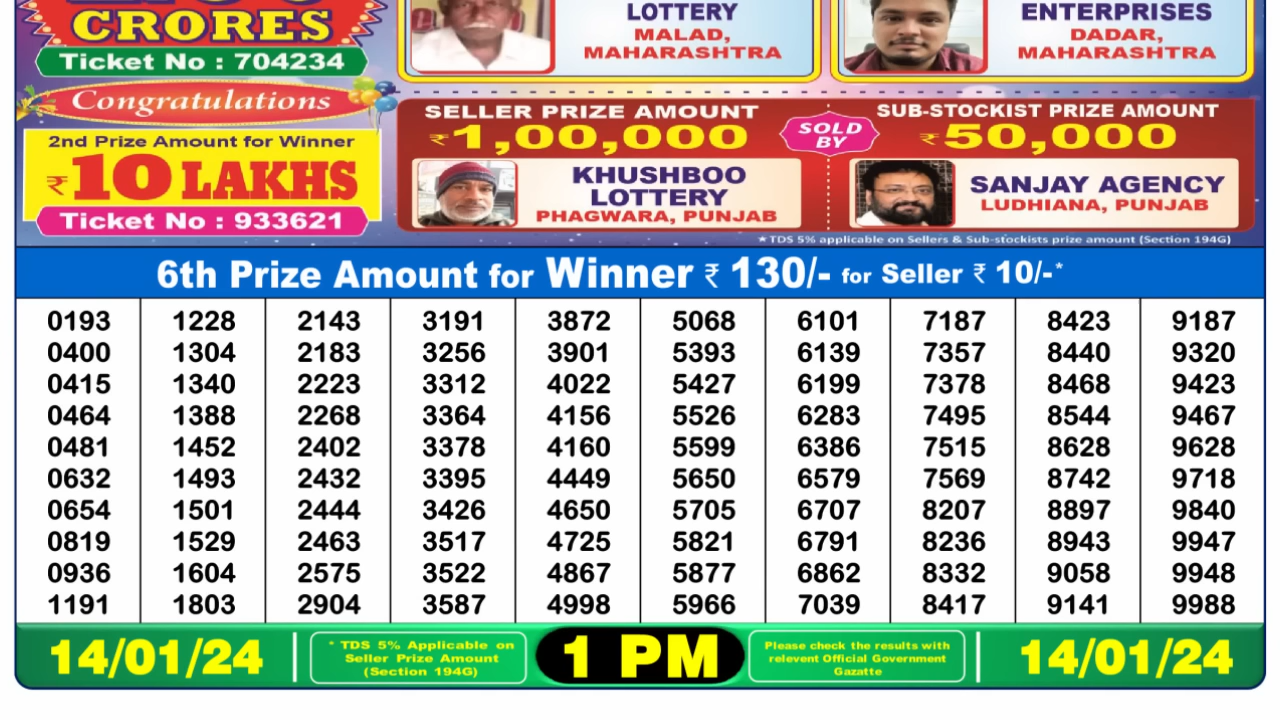 CRORES
Ticket No : 704234
LOTTERY
MALAD,
MAHARASHTRA
ENTERPRISES
DADAR,
MAHARASHTRA
Congratulations
2nd Prize Amount for Winner
₹10 LAKHS
Ticket No : 933621
SELLER PRIZE AMOUNT
₹1,00,000
SOLD
BY
SUB-STOCKIST PRIZE AMOUNT
₹50,000
KHUSHBOO
LOTTERY
PHAGWARA, PUNJAB
SANJAY AGENCY
LUDHIANA, PUNJAB
*TDS 5% applicable on Sellers & Sub-stockists prize amount (Section 194G)
6th Prize Amount for Winner ₹ 130/- for Seller ₹ 10/-*
0193 1228 2143 3191 3872 5068 6101 7187 8423 9187
0400 1304 2183 3256 3901 5393 6139 7357 8440 9320
0415 1340 2223 3312 4022 5427 6199 7378 8468 9423
0464 1388 2268 3364 4156 5526 6283 7495 8544 9467
0481 1452 2402 3378 4160 5599 6386 7515 8628 9628
0632 1493 2432 3395 4449 5650 6579 7569 8742 9718
0654 1501 2444 3426 4650 5705 6707 8207 8897 9840
0819 1529 2463 3517 4725 5821 6791 8236 8943 9947
0936 1604 2575 3522 4867 5877 6862 8332 9058 9948
1191 1803 2904 3587 4998 5966 7039 8417 9141 9988
14/01/24
* TDS 5% Applicable on
Seller Prize Amount
(Section 194G)
1 PM
Please check the results with
relevent Official Government
Gazatte
14/01/24